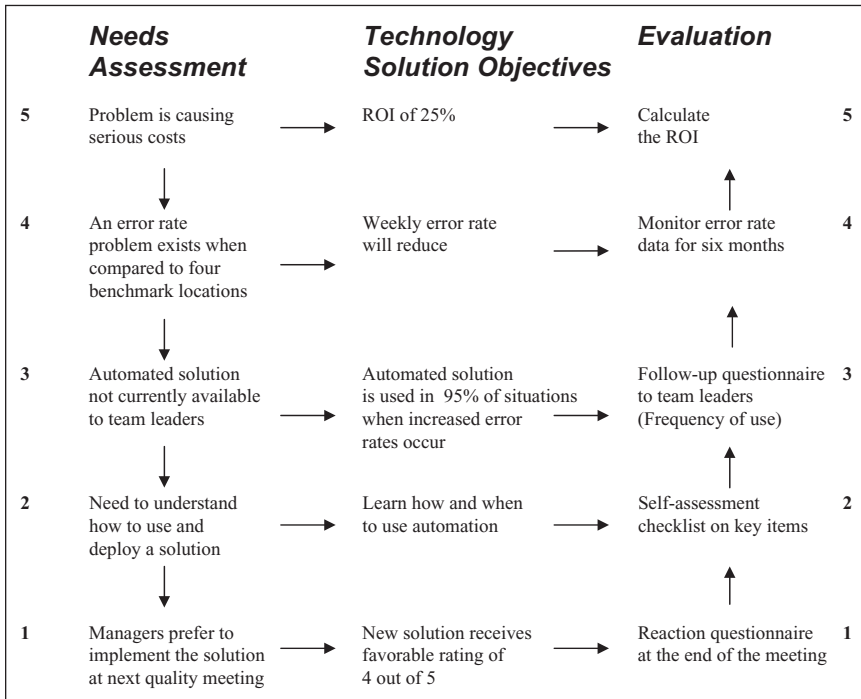 Needs
Assessment
Technology
Solution Objectives
Evaluation
5
Problem is causing
serious costs
ROI of 25%
Calculate
the ROI
5
4
An error rate
problem exists when
compared to four
benchmark locations
Weekly error rate
will reduce
Monitor error rate
data for six months
4
3
Automated solution
not currently available
to team leaders
Automated solution
is used in 95% of situations
when increased error
rates occur
Follow-up questionnaire
to team leaders
(Frequency of use)
3
2
Need to understand
how to use and
deploy a solution
Learn how and when
to use automation
Self-assessment
checklist on key items
2
1
Managers prefer to
implement the solution
at next quality meeting
New solution receives
favorable rating of
4 out of 5
Reaction questionnaire
at the end of the meeting
1